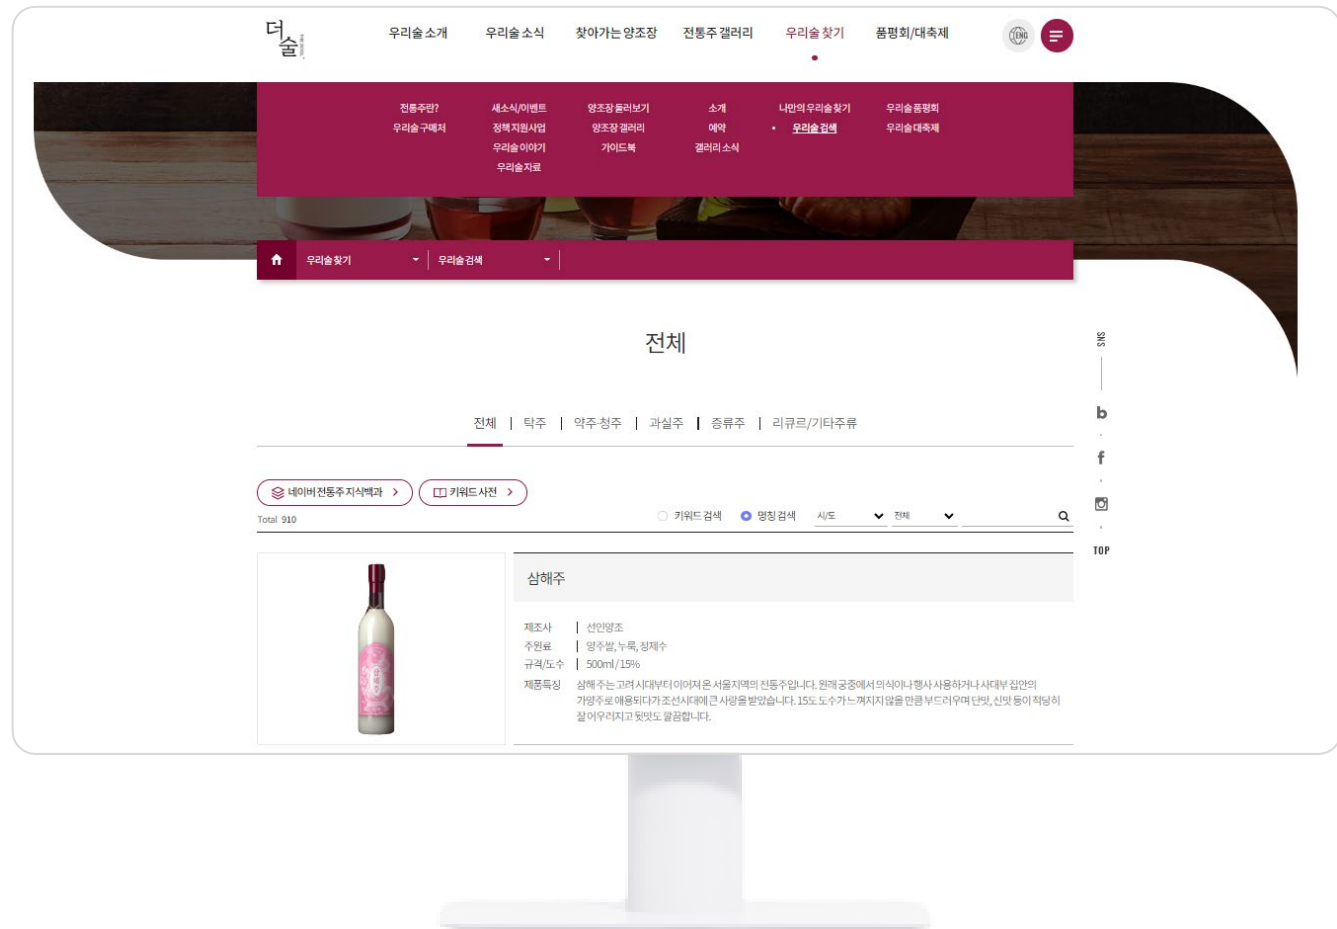 더술
우리술 소개
우리술 소식
찾아가는 양조장
전통주 갤러리
우리술 찾기
품평회/대축제
ENG
전통주란?
우리술 구매처
새소식/이벤트
정책 지원사업
우리술 이야기
우리술 자료
양조장 둘러보기
양조장 갤러리
가이드북
소개
예약
갤러리 소식
나만의 우리술 찾기
우리술 검색
우리술 품평회
우리술 대축제
우리술 찾기
우리술 검색
전체
전체 | 탁주 | 약주·청주 | 과실주 | 증류주 | 리큐르/기타주류
네이버 전통주 지식백과
키워드 사전
Total 910
키워드 검색
명칭 검색
시/도
전체
SNS
TOP
삼해주
삼해주
제조사 | 선인양조
주원료 | 양주쌀, 누룩, 정제수
규격/도수 | 500ml / 15%
제품특징
삼해주는 고려 시대부터 이어져 온 서울지역의 전통주입니다. 원래 궁중에서 의식이나 행사 사용하거나 사대부 집안의
가양주로 애용되다가 조선시대에 큰 사랑을 받았습니다. 15도 도수가 느껴지지 않을 만큼 부드러우며 단맛, 신맛 등이 적당히
잘 어우러지고 뒷맛도 깔끔합니다.